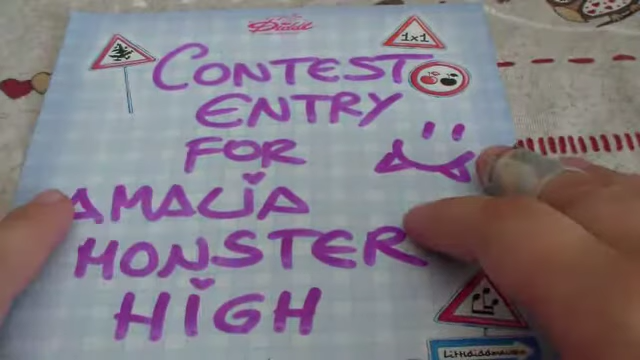 1x1
CONTEST
ENTRY
FOR
AMALIA
MONSTER
HIGH